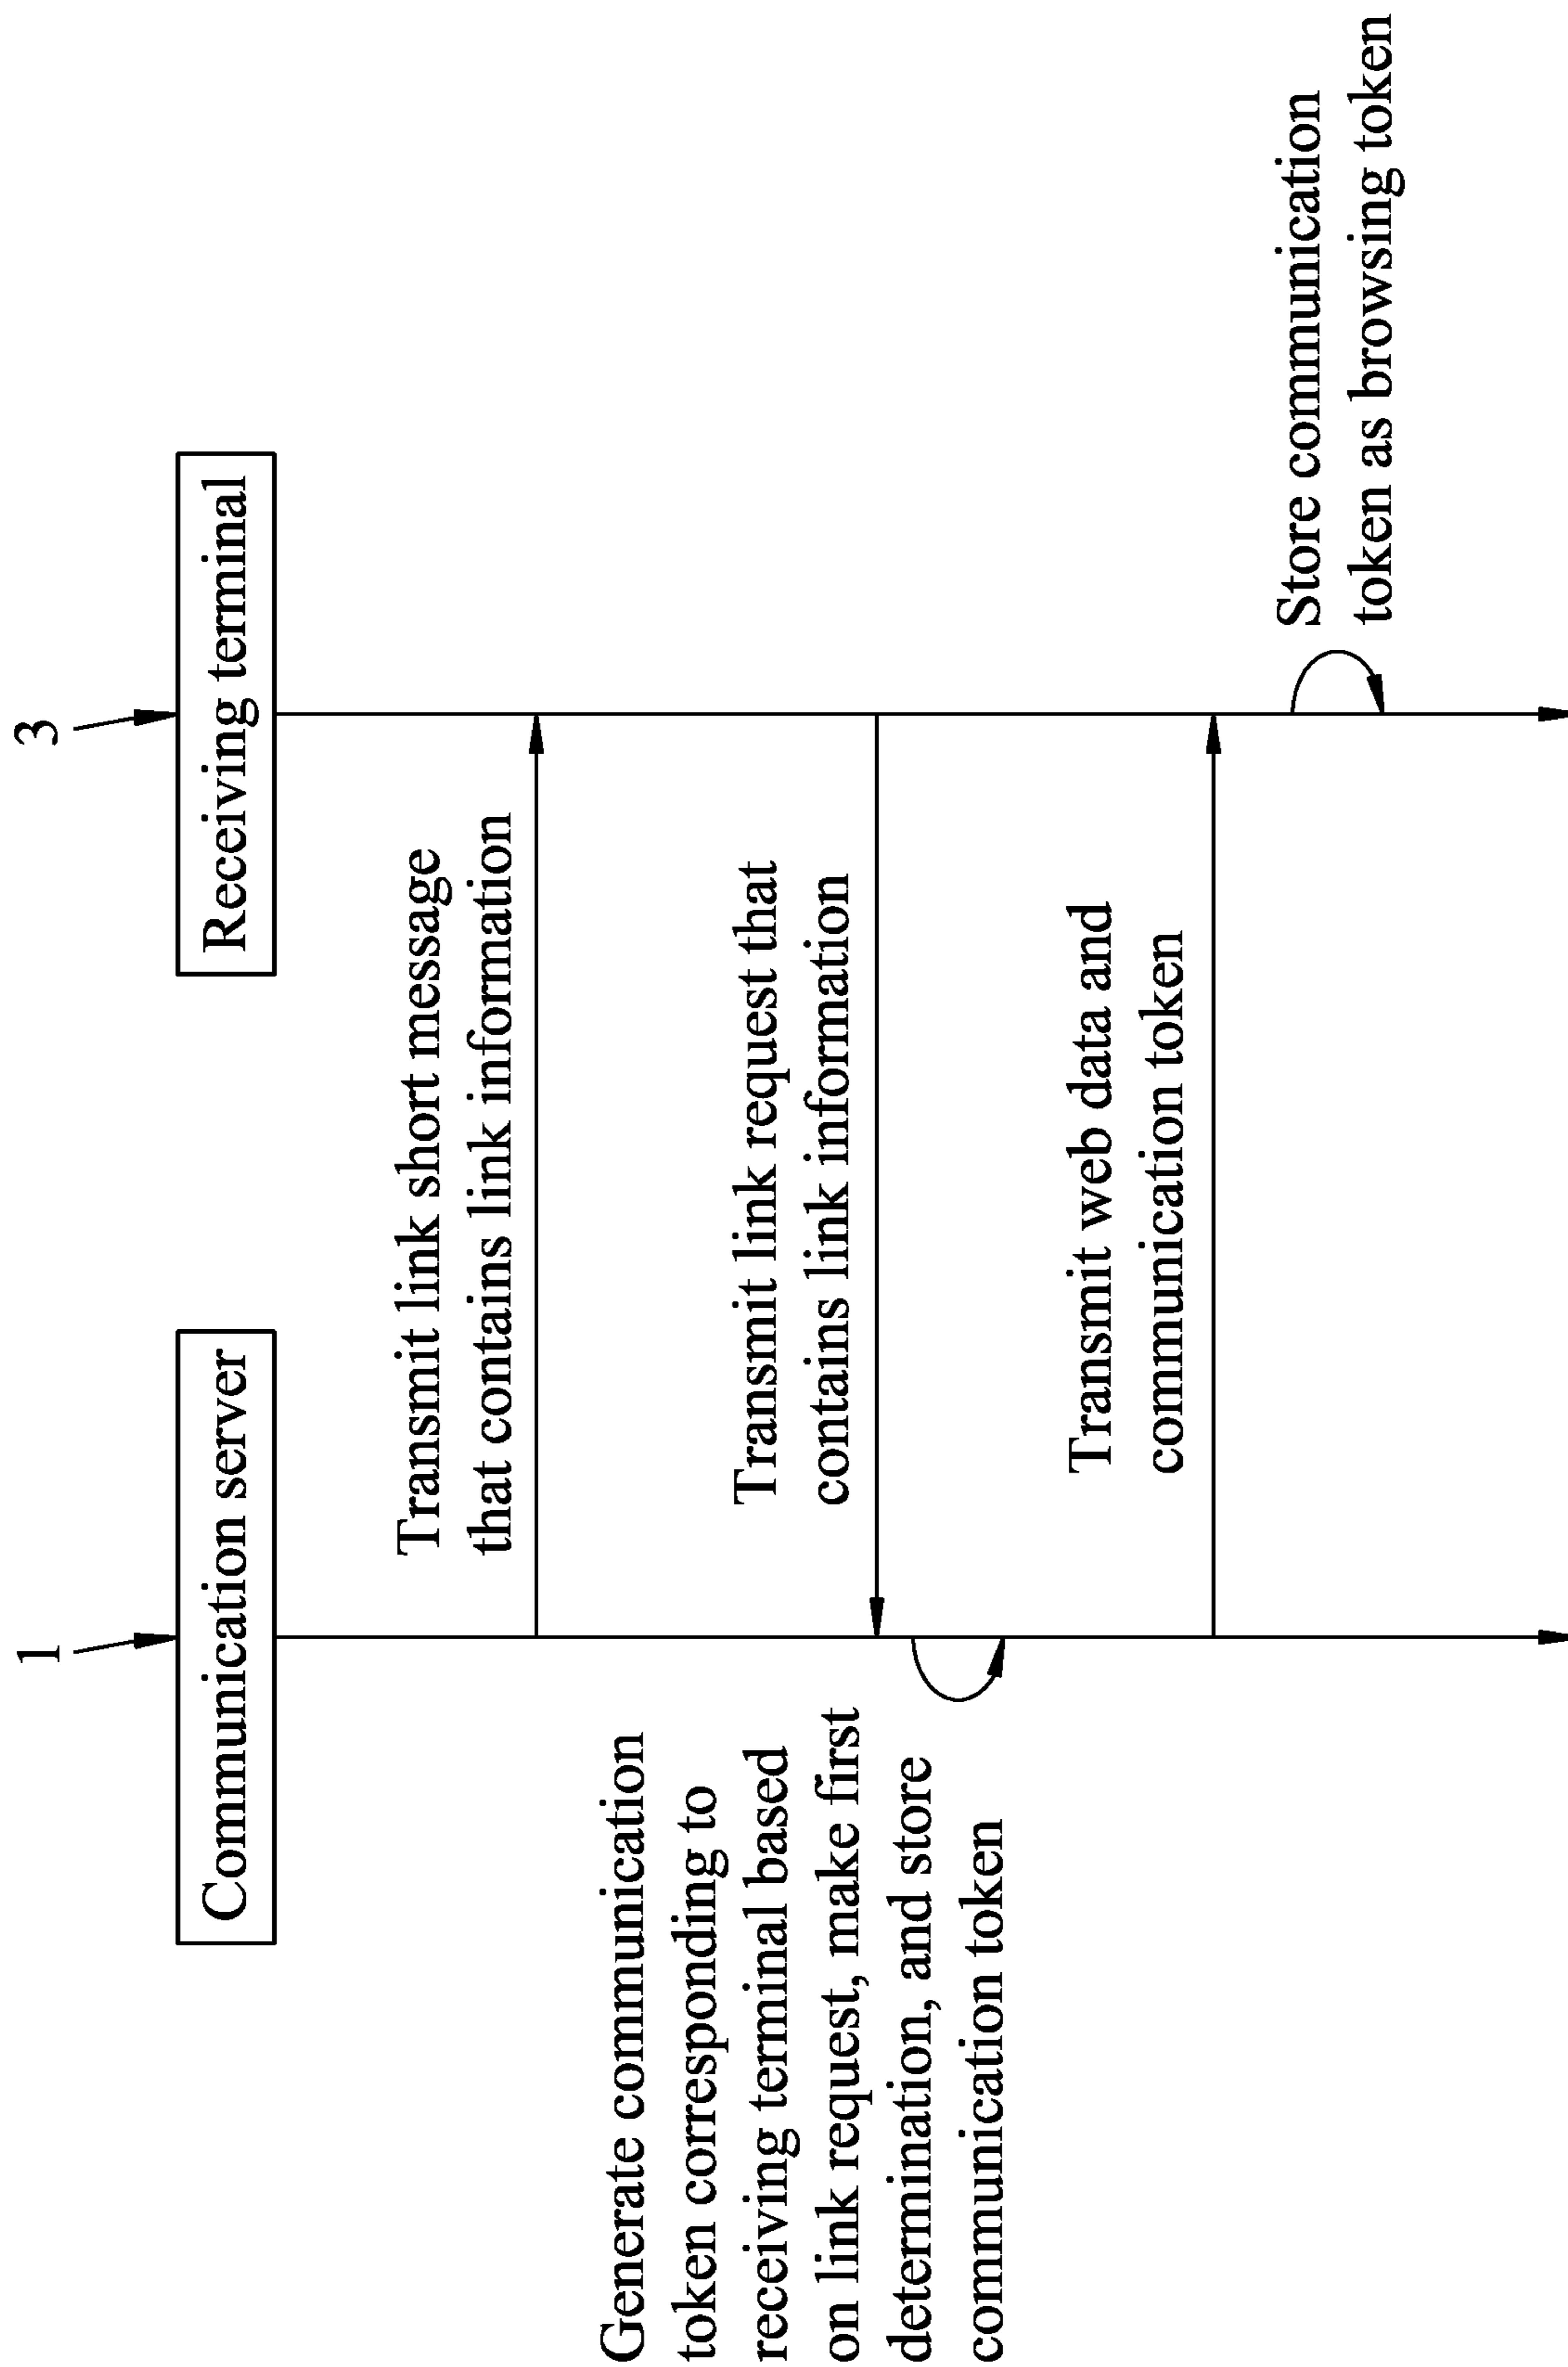 1
3
Communication server
Receiving terminal
Transmit link short message
that contains link information
Transmit link request that
contains link information
Generate communication
token corresponding to
receiving terminal based
on link request, make first
determination, and store
communication token
Transmit web data and
communication token
Store communication
token as browsing token